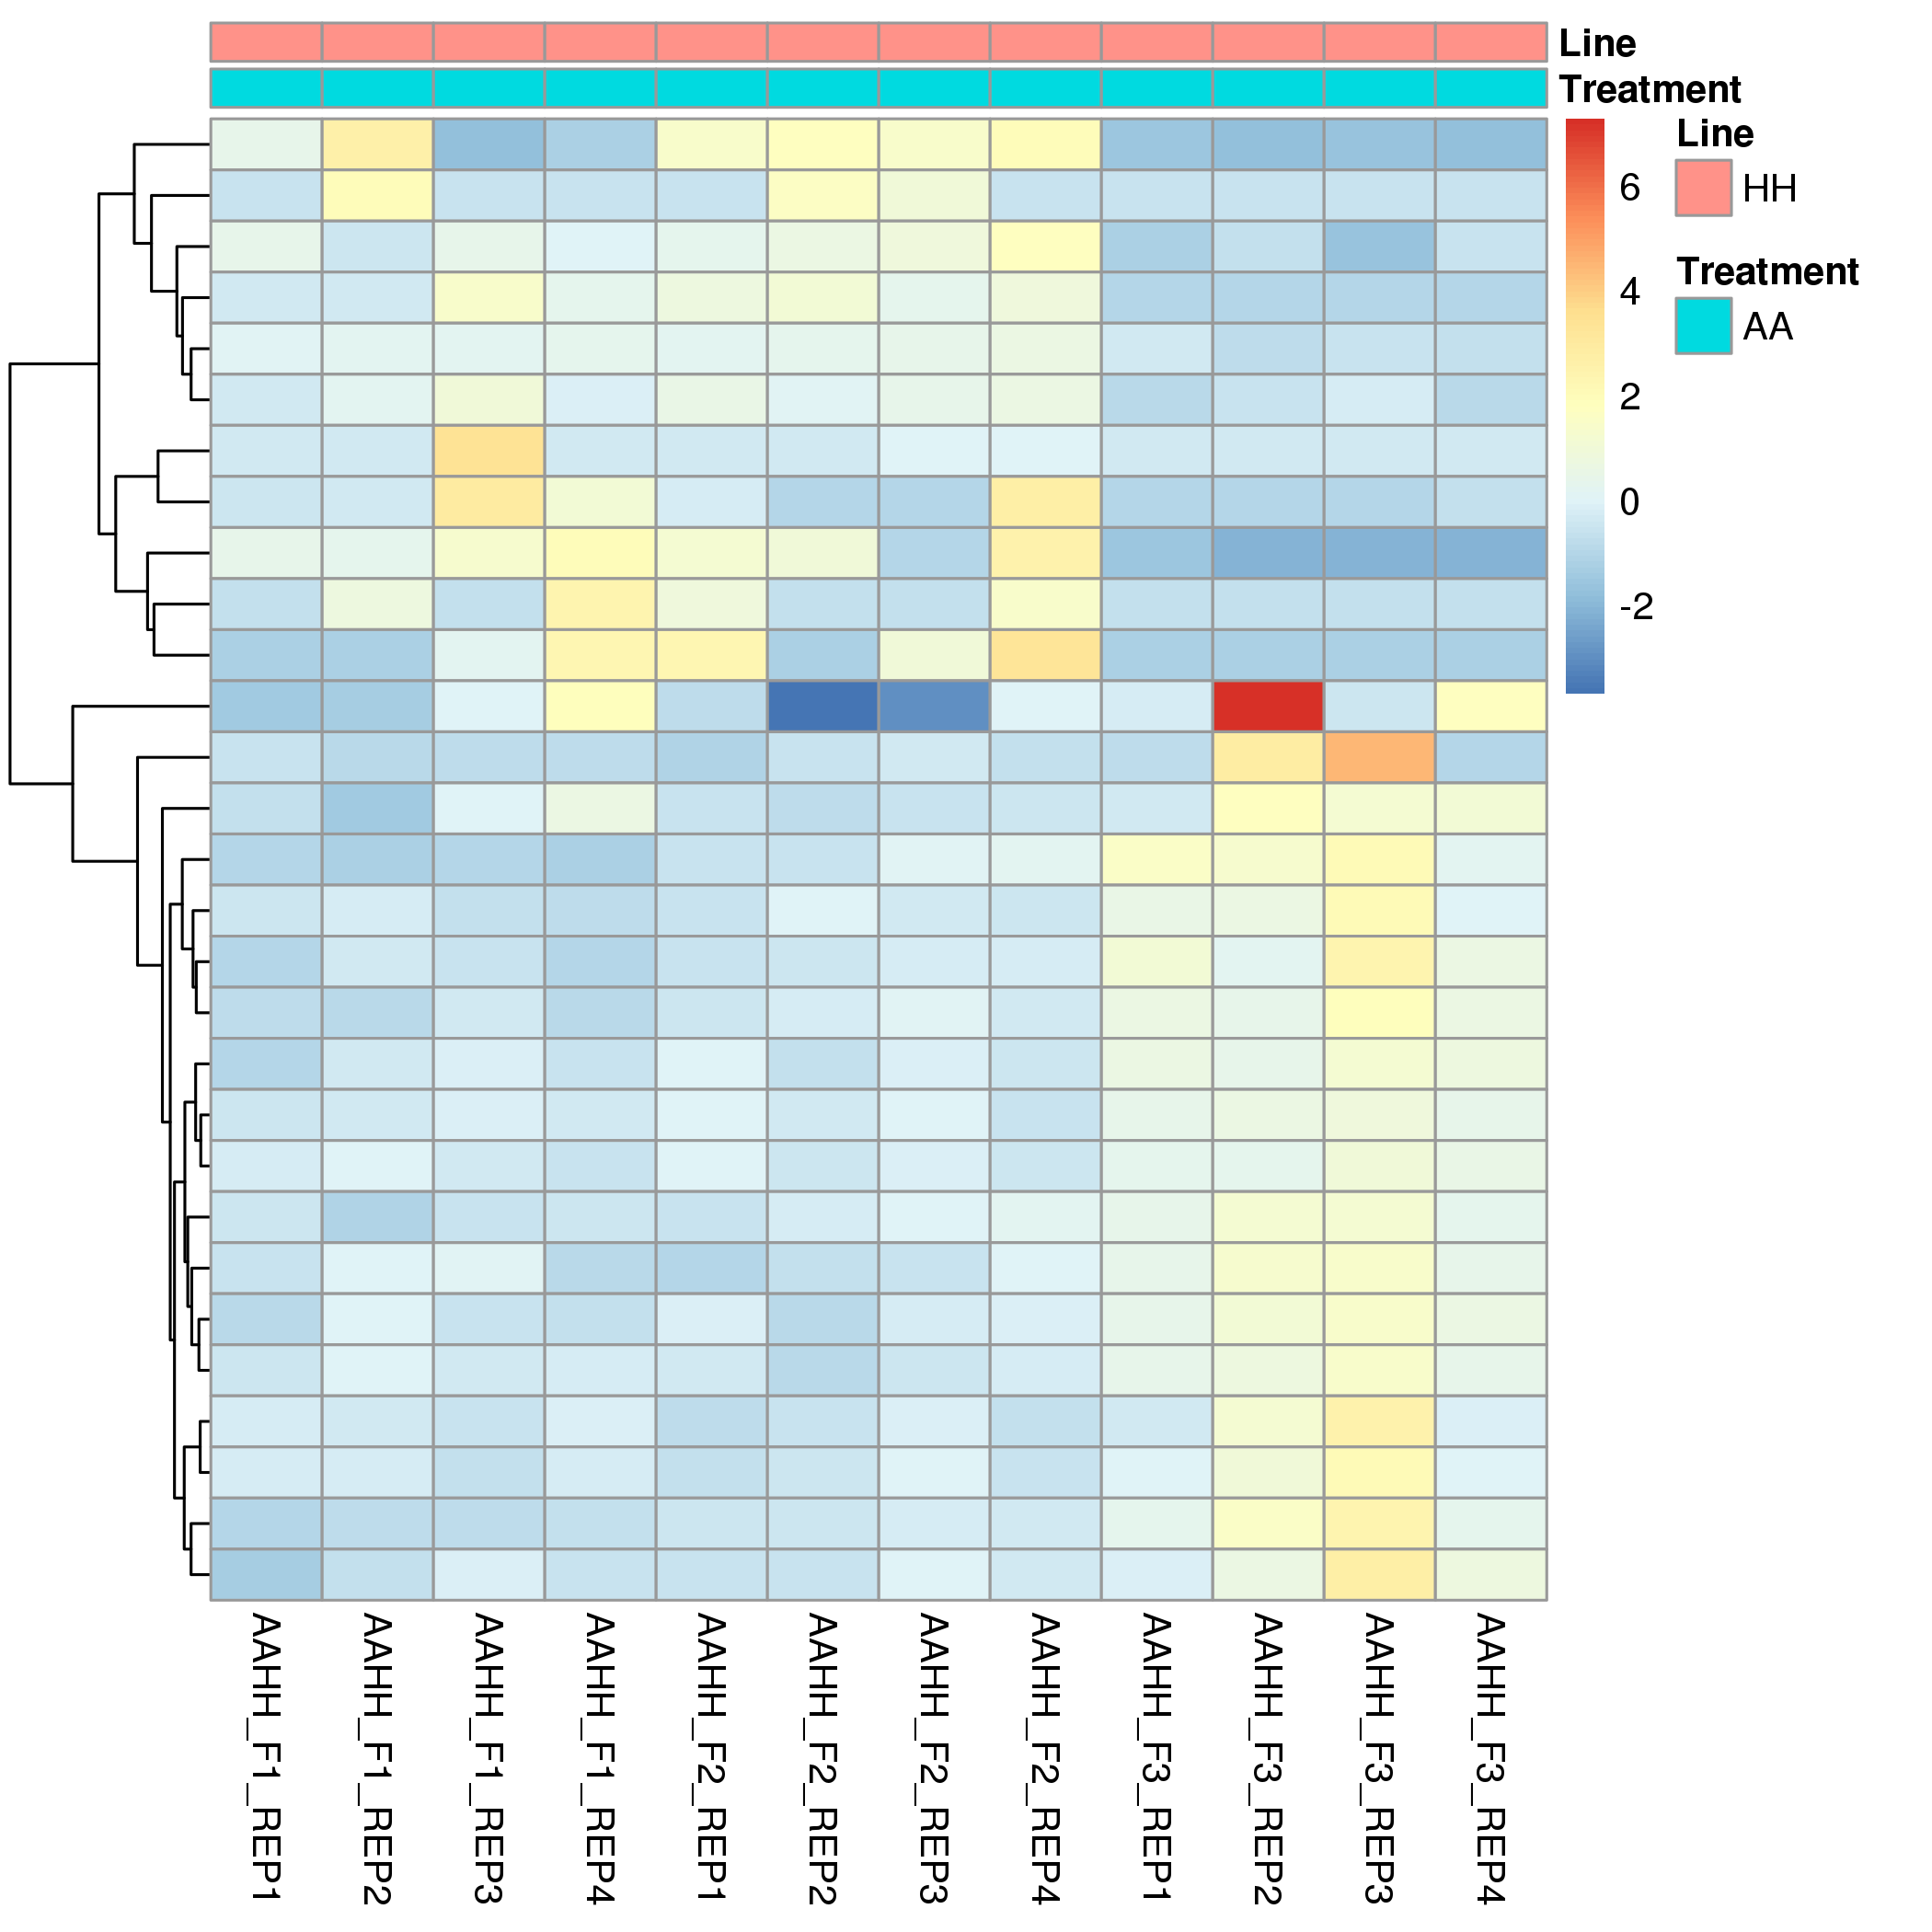 Line
Treatment
Line
HH
Treatment
AA
6
4
2
0
-2
AAHH_F1_REP1
AAHH_F1_REP2
AAHH_F1_REP3
AAHH_F1_REP4
AAHH_F2_REP1
AAHH_F2_REP2
AAHH_F2_REP3
AAHH_F2_REP4
AAHH_F3_REP1
AAHH_F3_REP2
AAHH_F3_REP3
AAHH_F3_REP4